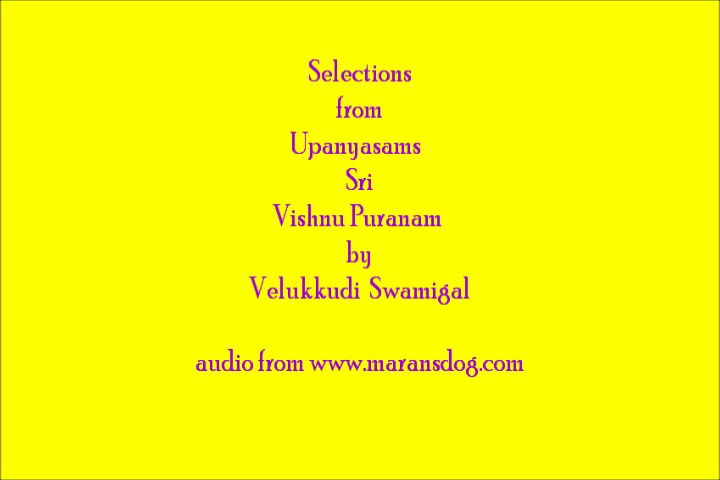 Selections
from
Upanyasams
Sri
Vishnu Puranam
by
Velukkudi Swamigal
audio from www.maransdog.com